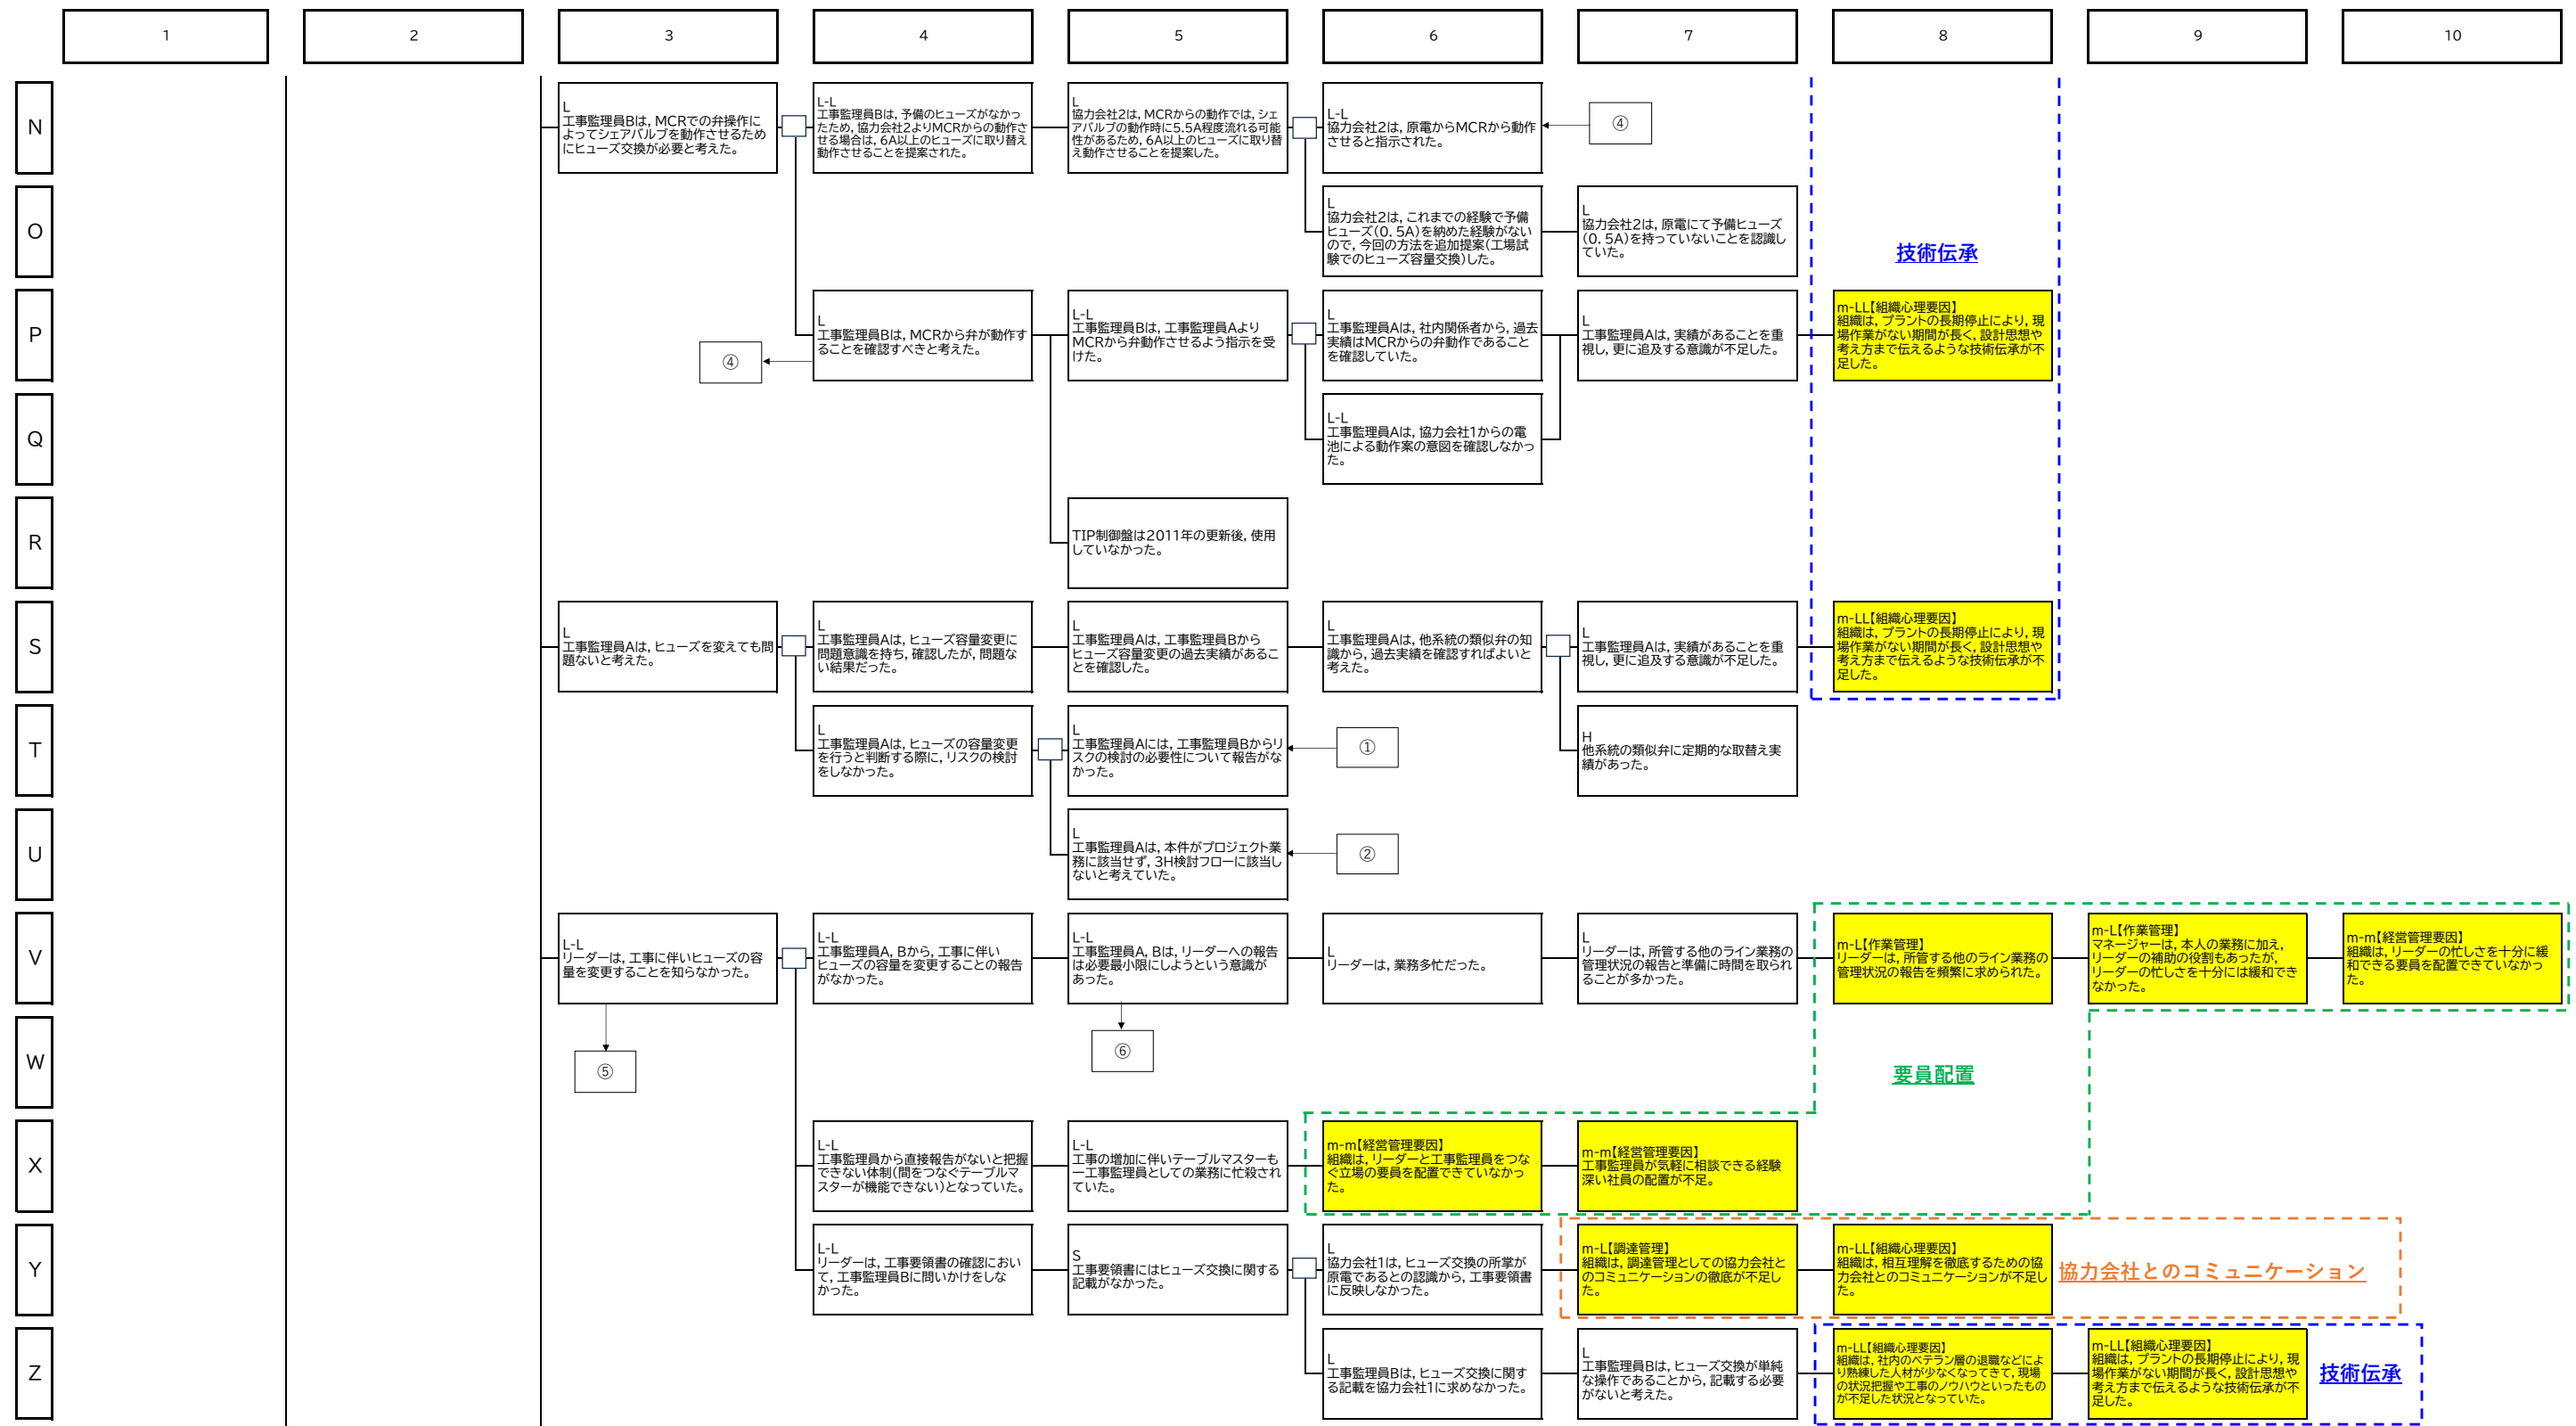 1
2
3
4
5
6
7
8
9
10
N
L
工事監理員Bは，MCRでの弁操作に
よってシェアバルブを動作させるため
にヒューズ交換が必要と考えた。
L-L
工事監理員Bは，予備のヒューズがなかっ
たため，協力会社2よりMCRからの動作さ
せる場合は，6A以上のヒューズに取り替え
動作させることを提案された。
L
協力会社2は，MCRからの動作では，シェ
アバルブの動作時に5.5A程度流れる可能
性があるため，6A以上のヒューズに取り替
え動作させることを提案した。
L-L
協力会社2は，原電からMCRから動作
させると指示された。
④
O
L
協力会社2は，これまでの経験で予備
ヒューズ（0．5A）を納めた経験がない
ので，今回の方法を追加提案（工場試
験でのヒューズ容量交換）した。
L
協力会社2は，原電にて予備ヒューズ
（0．5A）を持っていないことを認識し
ていた。
技術伝承
P
④
L
工事監理員Bは，MCRから弁が動作す
ることを確認すべきと考えた。
L-L
工事監理員Bは，工事監理員Aより
MCRから弁動作させるよう指示を受
けた。
L
工事監理員Aは，社内関係者から，過去
実績はMCRからの弁動作であること
を確認していた。
L
工事監理員Aは，実績があることを重
視し，更に追及する意識が不足した。
m-LL【組織心理要因】
組織は，プラントの長期停止により，現
場作業がない期間が長く，設計思想や
考え方まで伝えるような技術伝承が不
足した。
Q
L-L
工事監理員Aは，協力会社1からの電
池による動作案の意図を確認しなかっ
た。
R
TIP制御盤は2011年の更新後，使用
していなかった。
S
L
工事監理員Aは，ヒューズを変えても問
題ないと考えた。
L
工事監理員Aは，ヒューズ容量変更に
問題意識を持ち，確認したが，問題な
い結果だった。
L
工事監理員Aは，工事監理員Bから
ヒューズ容量変更の過去実績があるこ
とを確認した。
L
工事監理員Aは，他系統の類似弁の知
識から，過去実績を確認すればよいと
考えた。
L
工事監理員Aは，実績があることを重
視し，更に追及する意識が不足した。
m-LL【組織心理要因】
組織は，プラントの長期停止により，現
場作業がない期間が長く，設計思想や
考え方まで伝えるような技術伝承が不
足した。
T
L
工事監理員Aは，ヒューズの容量変更
を行うと判断する際に，リスクの検討
をしなかった。
L
工事監理員Aには，工事監理員Bからリ
スクの検討の必要性について報告がな
かった。
①
H
他系統の類似弁に定期的な取替え実
績があった。
U
L
工事監理員Aは，本件がプロジェクト業
務に該当せず，3H検討フローに該当し
ないと考えていた。
②
V
L-L
リーダーは，工事に伴いヒューズの容
量を変更することを知らなかった。
L-L
工事監理員A，Bから，工事に伴い
ヒューズの容量を変更することの報告
がなかった。
L-L
工事監理員A，Bは，リーダーへの報告
は必要最小限にしようという意識が
あった。
L
リーダーは，業務多忙だった。
L
リーダーは，所管する他のライン業務の
管理状況の報告と準備に時間を取られ
ることが多かった。
m-L【作業管理】
リーダーは，所管する他のライン業務の
管理状況の報告を頻繁に求められた。
m-L【作業管理】
マネージャーは，本人の業務に加え，
リーダーの補助の役割もあったが，
リーダーの忙しさを十分には緩和でき
なかった。
m-m【経営管理要因】
組織は，リーダーの忙しさを十分に緩
和できる要員を配置できていなかっ
た。
W
⑤
⑥
要員配置
X
L-L
工事監理員から直接報告がないと把握
できない体制（間をつなぐテーブルマ
スターが機能できない）となっていた。
L-L
工事の増加に伴いテーブルマスターも
一工事監理員としての業務に忙殺され
ていた。
m-m【経営管理要因】
組織は，リーダーと工事監理員をつな
ぐ立場の要員を配置できていなかっ
た。
m-m【経営管理要因】
工事監理員が気軽に相談できる経験
深い社員の配置が不足。
Y
L-L
リーダーは，工事要領書の確認におい
て，工事監理員Bに問いかけをしな
かった。
S
工事要領書にはヒューズ交換に関する
記載がなかった。
L
協力会社1は，ヒューズ交換の所掌が
原電であるとの認識から，工事要領書
に反映しなかった。
m-L【調達管理】
組織は，調達管理としての協力会社と
のコミュニケーションの徹底が不足し
た。
m-LL【組織心理要因】
組織は，相互理解を徹底するための協
力会社とのコミュニケーションが不足し
た。
協力会社とのコミュニケーション
Z
L
工事監理員Bは，ヒューズ交換に関す
る記載を協力会社1に求めなかった。
L
工事監理員Bは，ヒューズ交換が単純
な操作であることから，記載する必要
がないと考えた。
m-LL【組織心理要因】
組織は，社内のベテラン層の退職などによ
り熟練した人材が少なくなってきて，現場
の状況把握や工事のノウハウといったもの
が不足した状況となっていた。
m-LL【組織心理要因】
組織は，プラントの長期停止により，現
場作業がない期間が長く，設計思想や
考え方まで伝えるような技術伝承が不
足した。
技術伝承